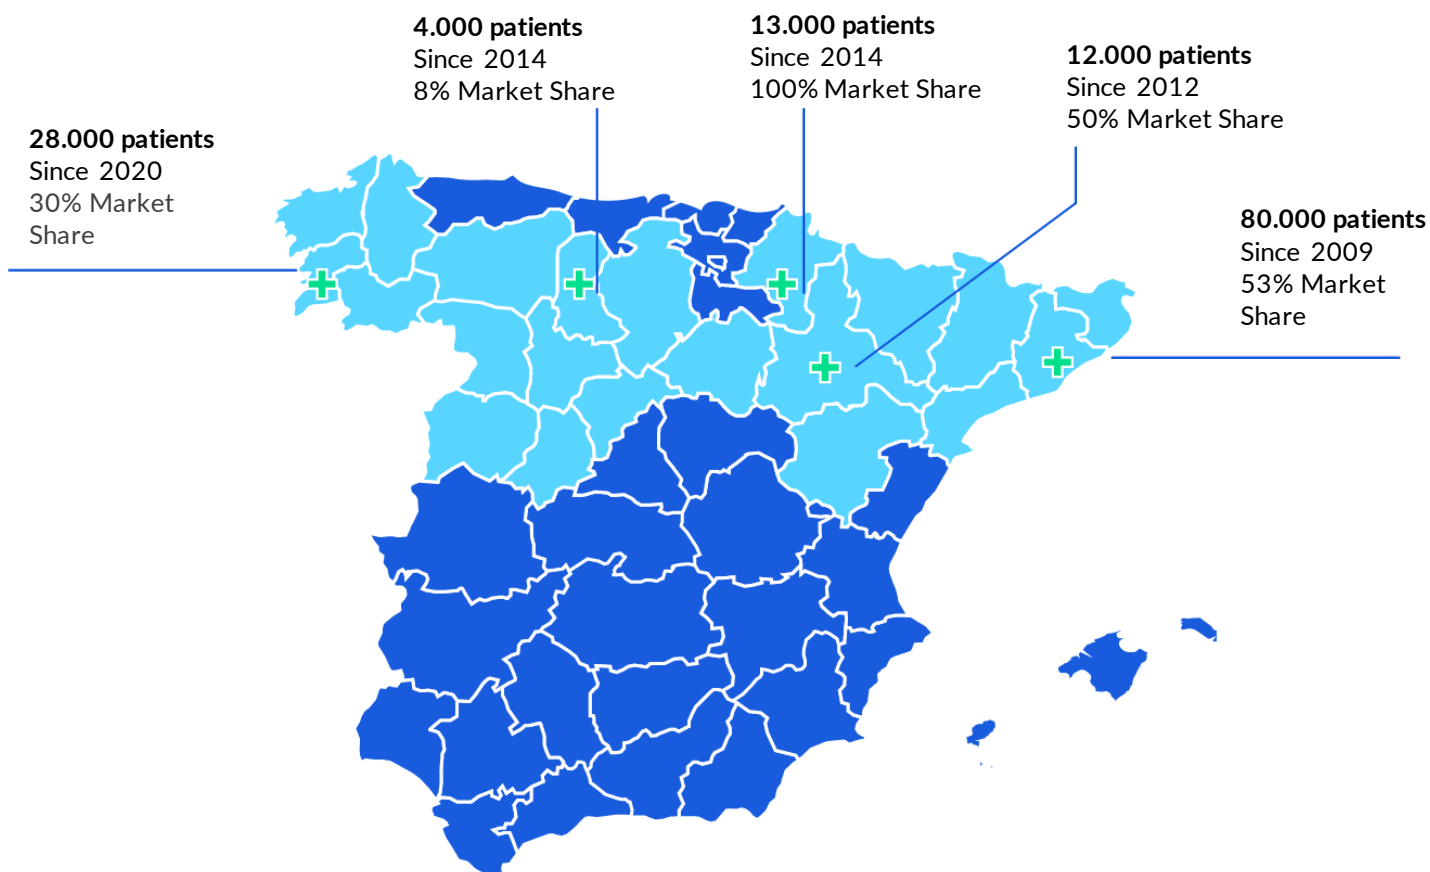 4.000 patients
Since 2014
8% Market Share
13.000 patients
Since 2014
100% Market Share
12.000 patients
Since 2012
50% Market Share
28.000 patients
Since 2020
30% Market
Share
80.000 patients
Since 2009
53% Market
Share